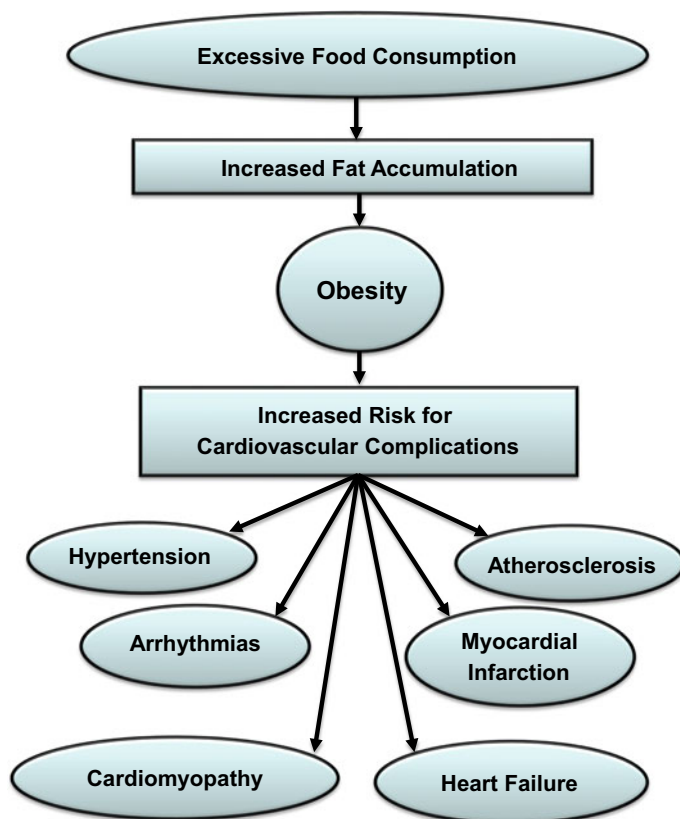 Excessive Food Consumption
Increased Fat Accumulation
Obesity
Increased Risk for
Cardiovascular Complications
Hypertension
Atherosclerosis
Arrhythmias
Myocardial
Infarction
Cardiomyopathy
Heart Failure